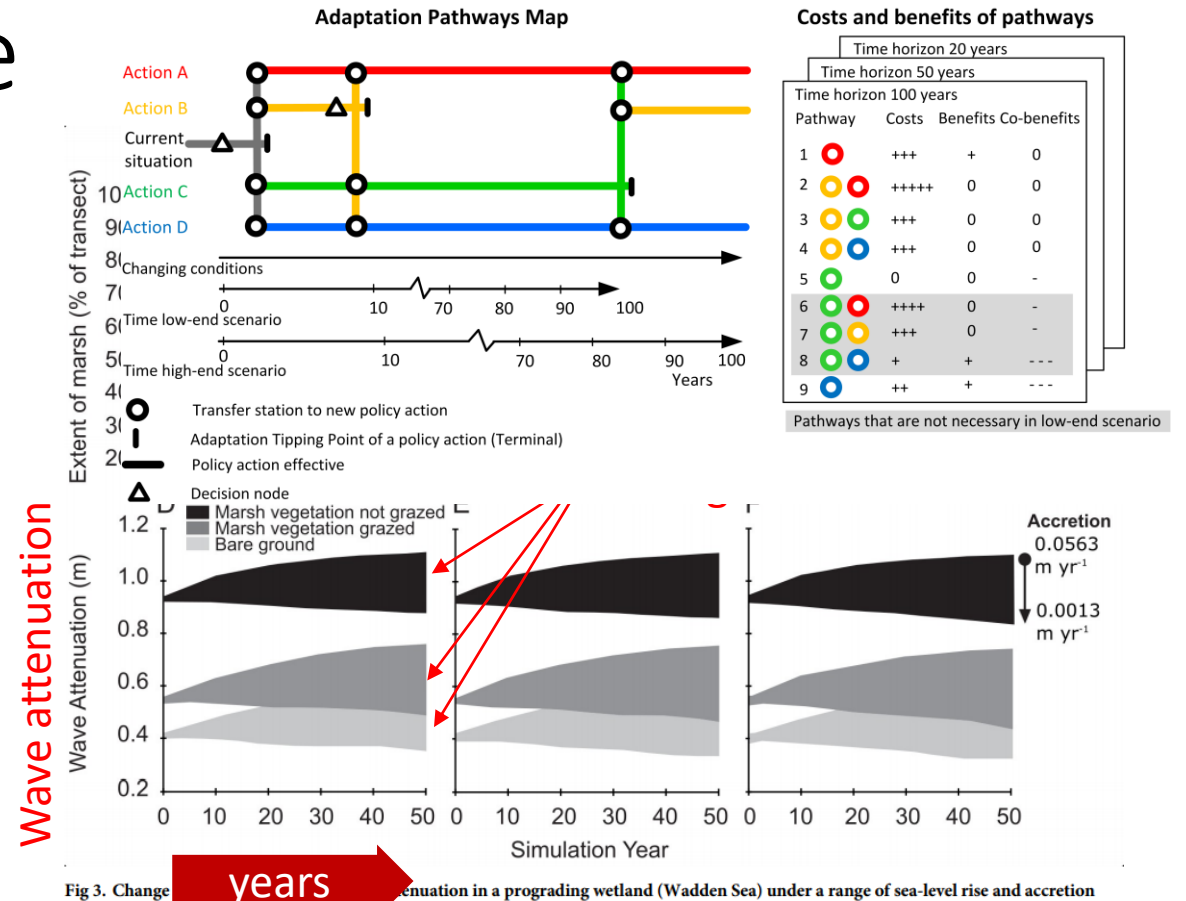 e
Adaptation Pathways Map
Action A
Action B
Current
situation
Action C
Action D
Changing conditions
0 10 70 80 90 100
Time low-end scenario
0 10 70 80 90 100
Years
Time high-end scenario
Transfer station to new policy action
Adaptation Tipping Point of a policy action (Terminal)
Policy action effective
Decision node
Costs and benefits of pathways
Time horizon 20 years
Time horizon 50 years
Time horizon 100 years
Pathway Costs Benefits Co-benefits
1 +++ + 0
2 +++++ 0 0
3 +++ 0 0
4 +++ 0 0
5 0 0 -
6 ++++ 0 -
7 +++ 0 -
8 + + - - -
9 ++ + - - -
Pathways that are not necessary in low-end scenario
Extent of marsh (% of transect)
Wave attenuation
Wave Attenuation (m)
Marsh vegetation not grazed
Marsh vegetation grazed
Bare ground
1.2
1.0
0.8
0.6
0.4
0.2
0 10 20 30 40 50 0 10 20 30 40 50 0 10 20 30 40 50
Simulation Year
Accretion
0.0563
m yr-1
0.0013
m yr-1
years
Fig 3. Change enuation in a prograding wetland (Wadden Sea) under a range of sea-level rise and accretion